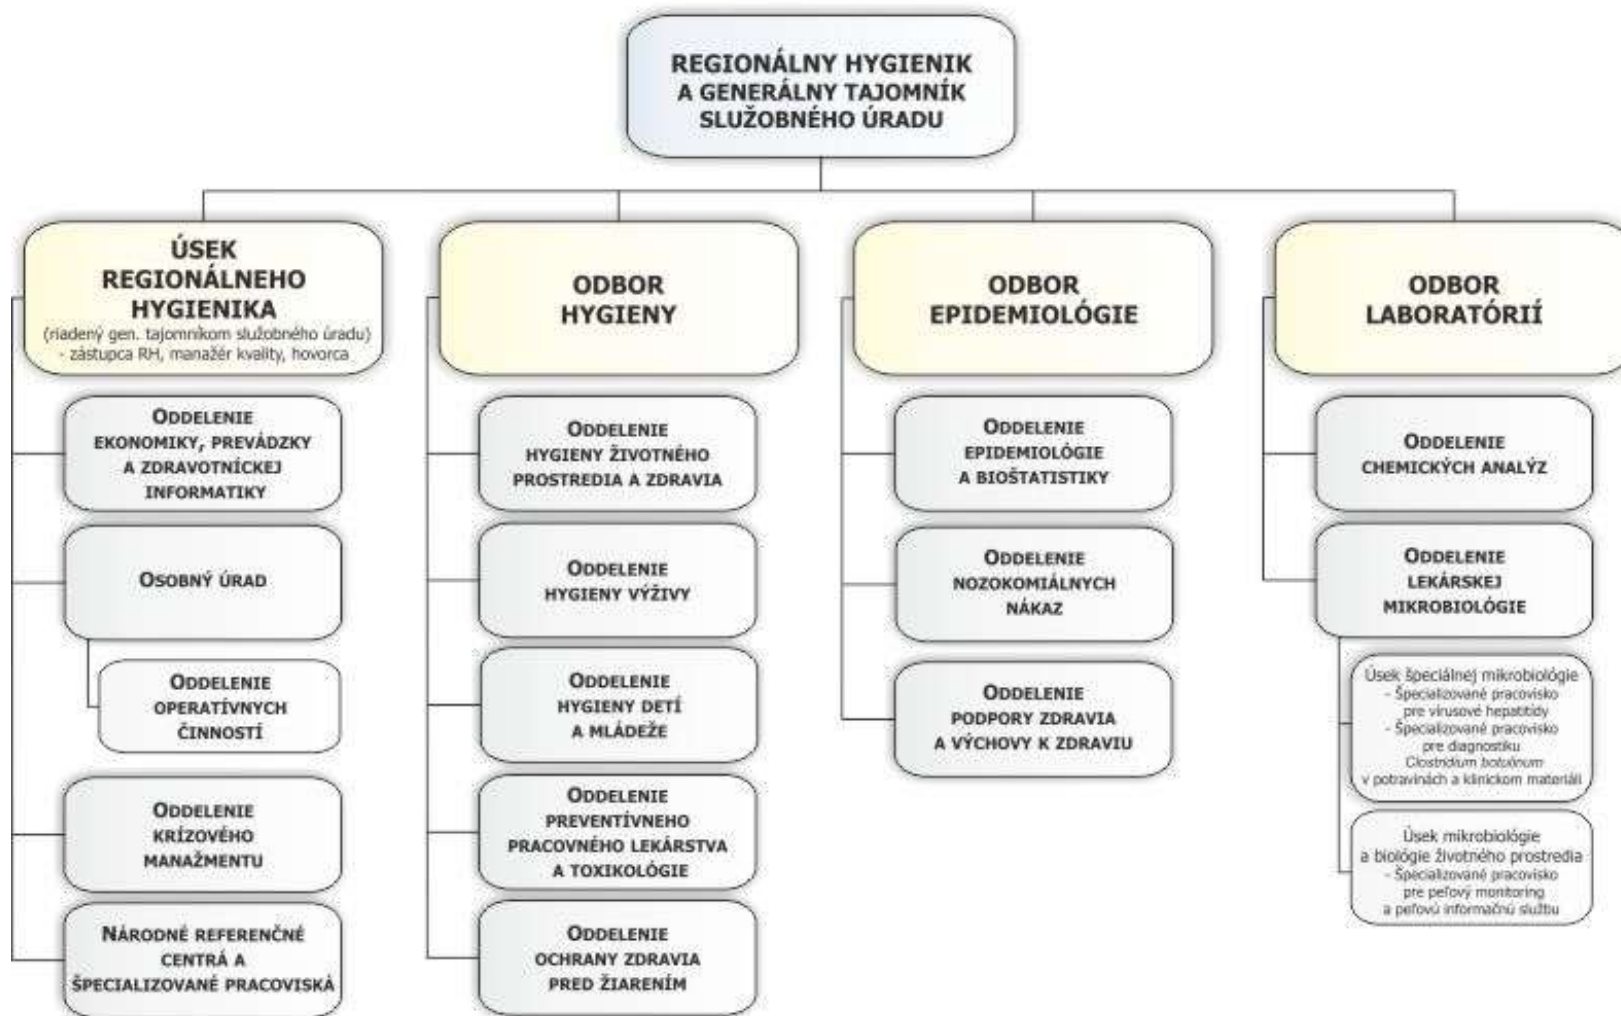 REGIONÁLNY HYGIENIK
A GENERÁLNY TAJOMNÍK
SLUŽOBNÉHO ÚRADU
ÚSEK
REGIONÁLNEHO
HYGIENIKA
(riadený gen. tajomníkom služobného úradu)
- zástupca RH, manažér kvality, hovorca
ODDELENIE
EKONOMIKY, PREVÁDZKY
A ZDRAVOTNÍCKEJ
INFORMATIKY
OSOBNÝ ÚRAD
ODDELENIE
OPERATÍVNYCH
ČINNOSTÍ
ODDELENIE
KRÍZOVÉHO
MANAŽMENTU
NÁRODNÉ REFERENČNÉ
CENTRÁ A
ŠPECIALIZOVANÉ PRACOVISKÁ
ODBOR
HYGIENY
ODDELENIE
HYGIENY ŽIVOTNÉHO
PROSTREDIA A ZDRAVIA
ODDELENIE
HYGIENY VÝŽIVY
ODDELENIE
HYGIENY DETÍ
A MLÁDEŽE
ODDELENIE
PREVENTÍVNEHO
PRACOVNÉHO LEKÁRSTVA
A TOXIKOLÓGIE
ODDELENIE
OCHRANY ZDRAVIA
PRED ŽIARENÍM
ODBOR
EPIDEMIOLÓGIE
ODDELENIE
EPIDEMIOLÓGIE
A BIOŠTATISTIKY
ODDELENIE
NOZOKOMIÁLNYCH
NÁKAZ
ODDELENIE
PODPORY ZDRAVIA
A VÝCHOVY K ZDRAVIU
ODBOR
LABORATÓRIÍ
ODDELENIE
CHEMICKÝCH ANALÝZ
ODDELENIE
LEKÁRSKEJ
MIKROBIOLÓGIE
Úsek špeciálnej mikrobiológie
- Špecializované pracovisko
pre vírusové hepatitídy
- Špecializované pracovisko
pre diagnostiku
Clostridium botulinum
v potravinách a klinickom materiáli
Úsek mikrobiológie
a biológie životného prostredia
- Špecializované pracovisko
pre peľový monitoring
a peľovú informačnú službu